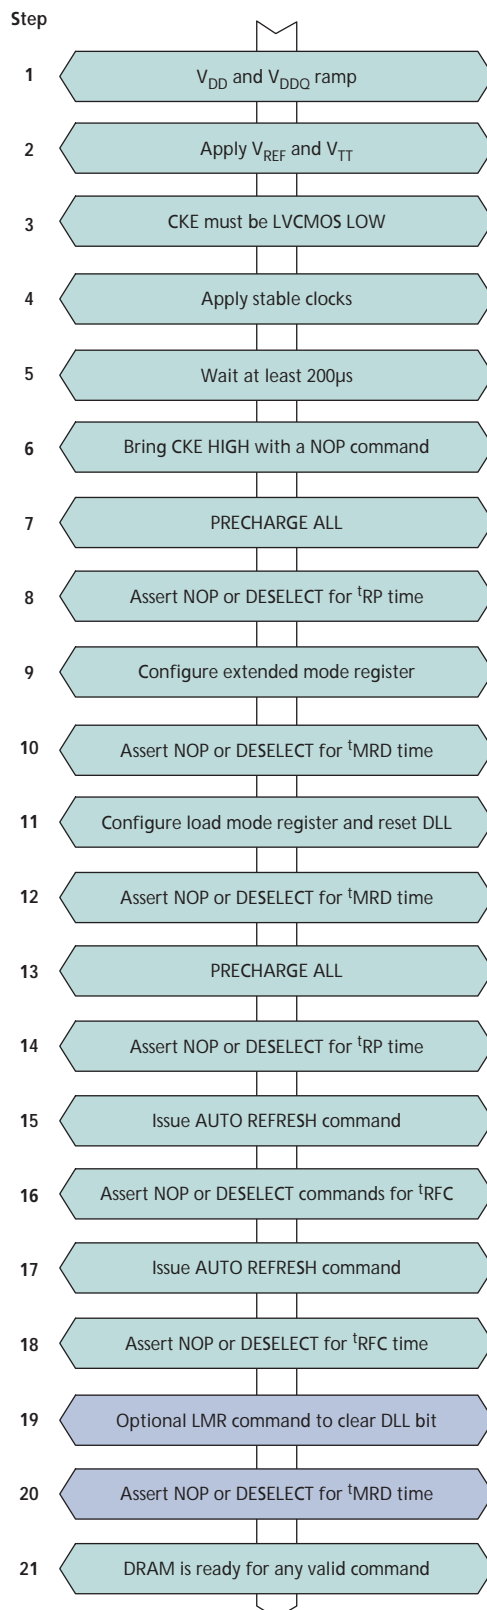 Step
1 V_DD and V_DDQ ramp
2 Apply V_REF and V_TT
3 CKE must be LVCMOS LOW
4 Apply stable clocks
5 Wait at least 200µs
6 Bring CKE HIGH with a NOP command
7 PRECHARGE ALL
8 Assert NOP or DESELECT for ᵗRP time
9 Configure extended mode register
10 Assert NOP or DESELECT for ᵗMRD time
11 Configure load mode register and reset DLL
12 Assert NOP or DESELECT for ᵗMRD time
13 PRECHARGE ALL
14 Assert NOP or DESELECT for ᵗRP time
15 Issue AUTO REFRESH command
16 Assert NOP or DESELECT commands for ᵗRFC
17 Issue AUTO REFRESH command
18 Assert NOP or DESELECT for ᵗRFC time
19 Optional LMR command to clear DLL bit
20 Assert NOP or DESELECT for ᵗMRD time
21 DRAM is ready for any valid command